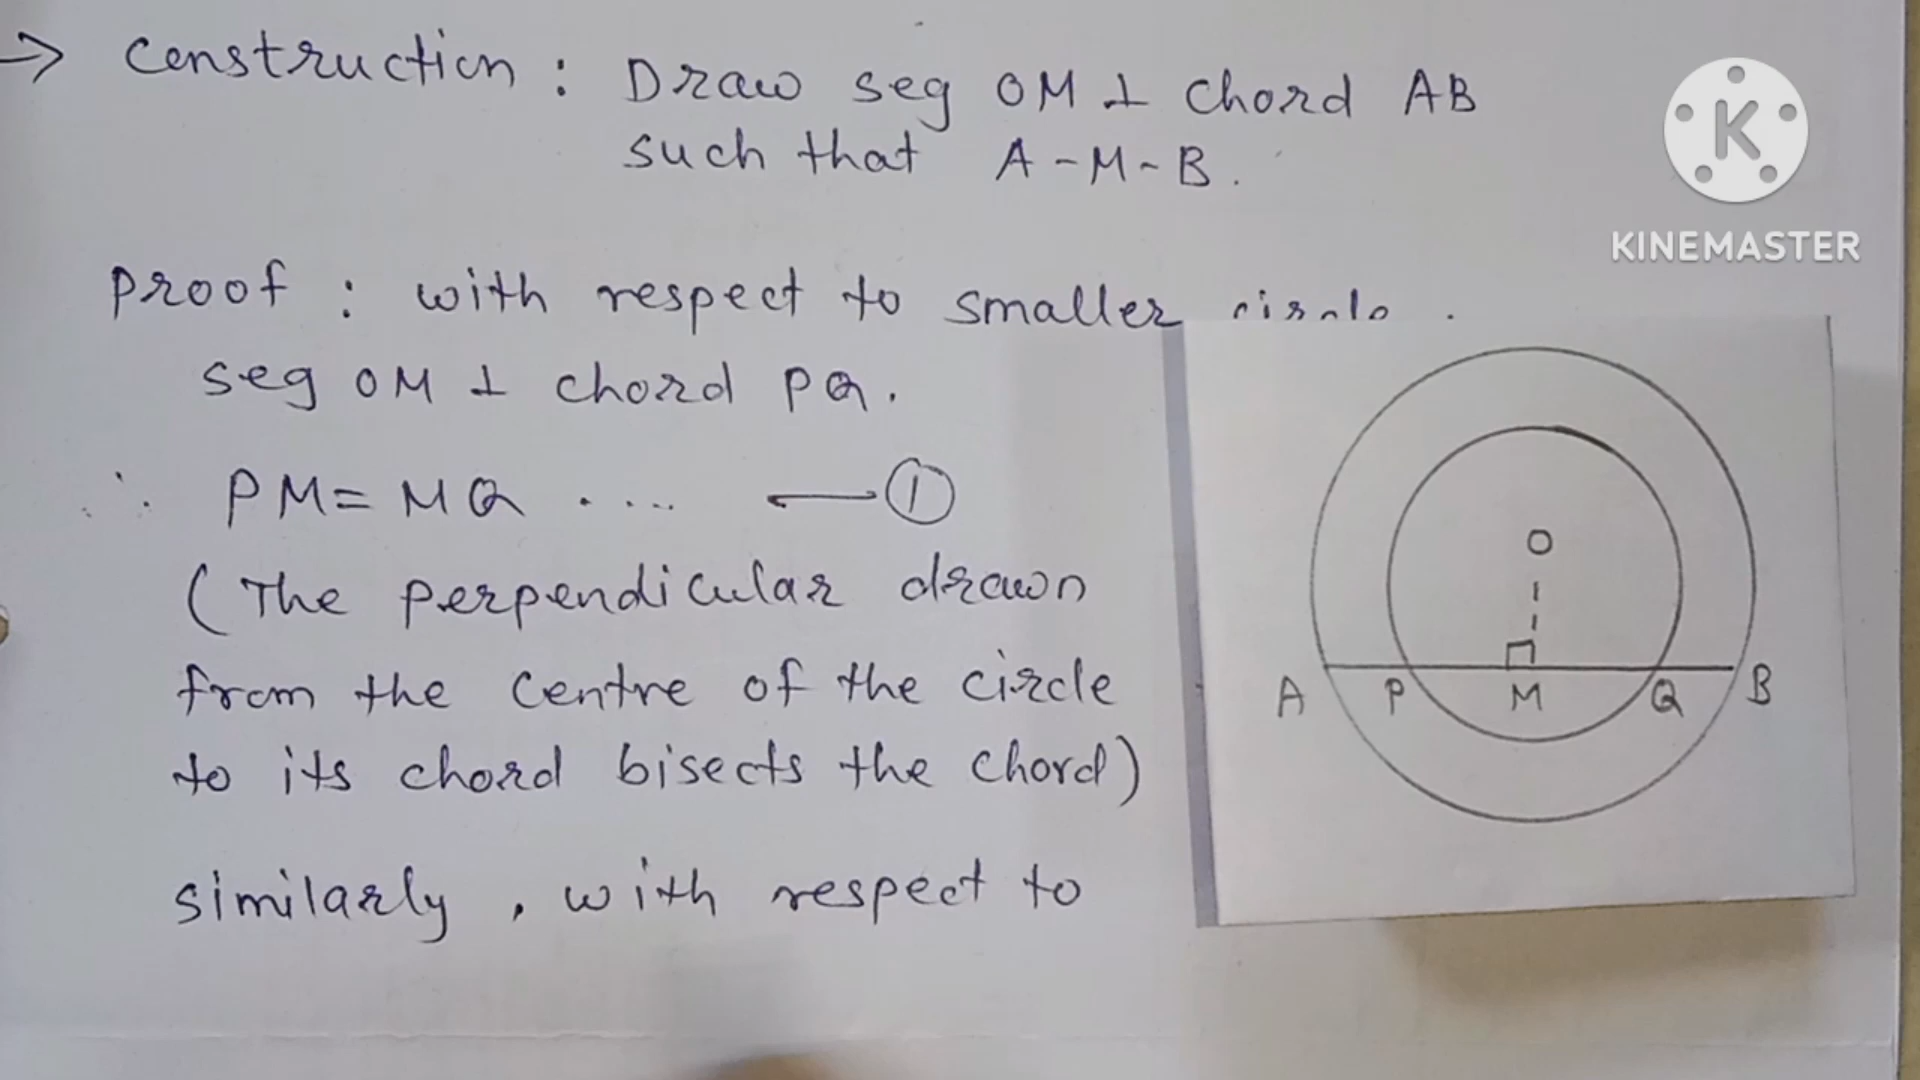 → Construction : Draw seg OM ⊥ chord AB
such that A-M-B.
K
KINEMASTER
Proof : with respect to smaller circle.
seg OM ⊥ chord PQ.
∴ PM = MQ .... ①
(The perpendicular drawn
from the centre of the circle
to its chord bisects the chord)
similarly, with respect to
O
A P M Q B